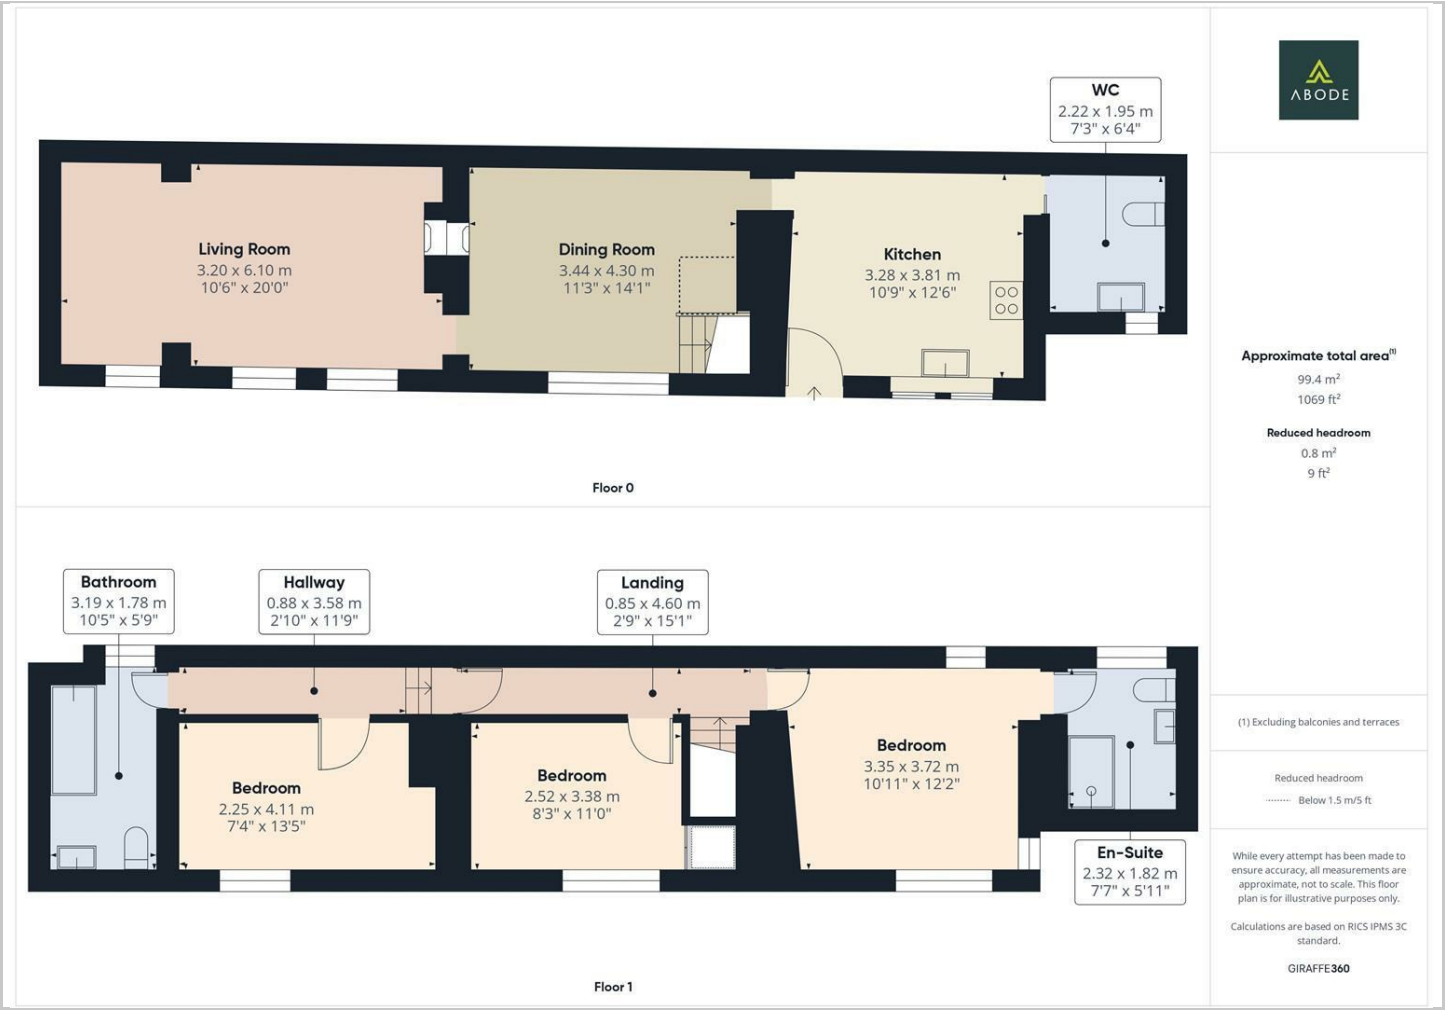 WC
2.22 x 1.95 m
7'3" x 6'4"
Living Room
3.20 x 6.10 m
10'6" x 20'0"
Dining Room
3.44 x 4.30 m
11'3" x 14'1"
Kitchen
3.28 x 3.81 m
10'9" x 12'6"
Floor 0
Bathroom
3.19 x 1.78 m
10'5" x 5'9"
Hallway
0.88 x 3.58 m
2'10" x 11'9"
Landing
0.85 x 4.60 m
2'9" x 15'1"
Bedroom
2.25 x 4.11 m
7'4" x 13'5"
Bedroom
2.52 x 3.38 m
8'3" x 11'0"
Bedroom
3.35 x 3.72 m
10'11" x 12'2"
En-Suite
2.32 x 1.82 m
7'7" x 5'11"
Floor 1
ABODE
Approximate total area⁽¹⁾
99.4 m²
1069 ft²
Reduced headroom
0.8 m²
9 ft²
(1) Excluding balconies and terraces
Reduced headroom
Below 1.5 m/5 ft
While every attempt has been made to
ensure accuracy, all measurements are
approximate, not to scale. This floor
plan is for illustrative purposes only.
Calculations are based on RICS IPMS 3C
standard.
GIRAFFE360